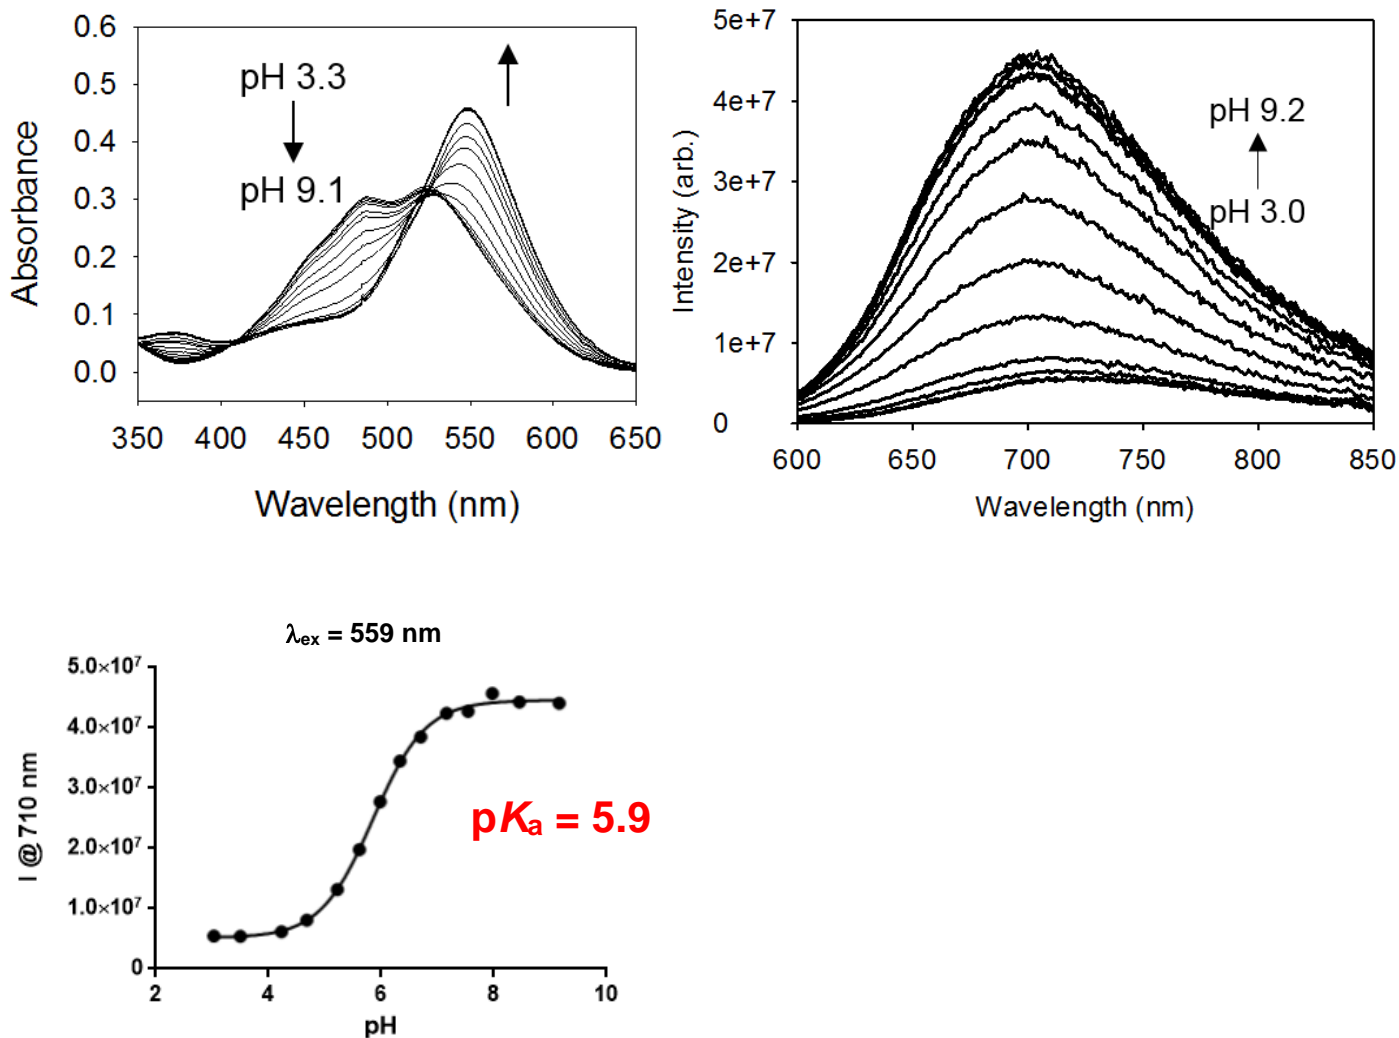 0.6
0.5
0.4
0.3
0.2
0.1
0.0
Absorbance
pH 3.3
pH 9.1
350 400 450 500 550 600 650
Wavelength (nm)
5e+7
4e+7
3e+7
2e+7
1e+7
0
Intensity (arb.)
pH 9.2
pH 3.0
600 650 700 750 800 850
Wavelength (nm)
λex = 559 nm
5.0×10⁷
4.0×10⁷
3.0×10⁷
2.0×10⁷
1.0×10⁷
0
I @ 710 nm
pKa = 5.9
2 4 6 8 10
pH